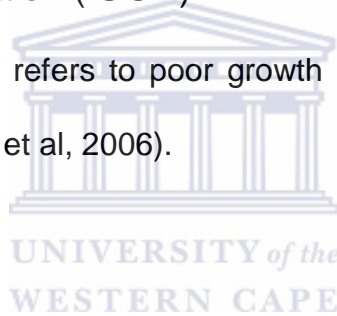 refers to poor growth
et al, 2006).
UNIVERSITY of the
WESTERN CAPE